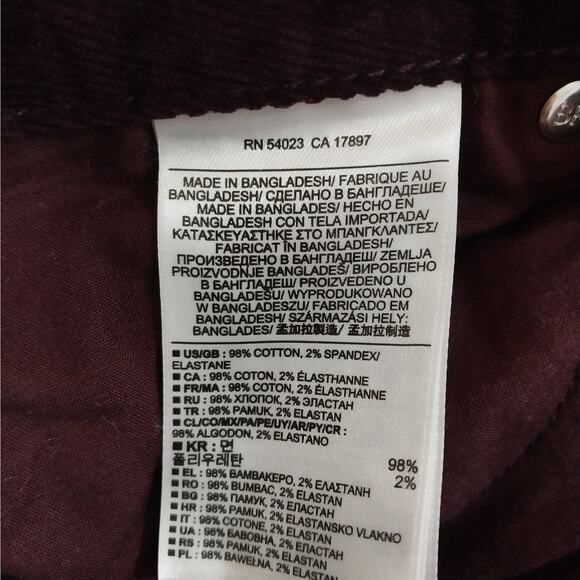 RN 54023 CA 17897
MADE IN BANGLADESH/ FABRIQUE AU
BANGLADESH/ СДЕЛАНО В БАНГЛАДЕШЕ/
MADE IN BANGLADES/ HECHO EN
BANGLADESH CON TELA IMPORTADA/
ΚΑΤΑΣΚΕΥΑΣΤΗΚΕ ΣΤΟ ΜΠΑΝΓΚΛΑΝΤΕΣ/
FABRICAT ÎN BANGLADESH/
ПРОИЗВЕДЕНО В БАНГЛАДЕШ/ ZEMLJA
PROIZVODNJE BANGLADEŠ/ ВИРОБЛЕНО
В БАНГЛАДЕШ/ PROIZVEDENO U
BANGLADEŠU/ WYPRODUKOWANO
W BANGLADESZU/ FABRICADO EM
BANGLADESH/ SZÁRMAZÁSI HELY:
BANGLADES/ 孟加拉製造/ 孟加拉制造
■ US/GB : 98% COTTON, 2% SPANDEX/
ELASTANE
■ CA : 98% COTON, 2% ÉLASTHANNE
■ FR/MA : 98% COTON, 2% ÉLASTHANNE
■ RU : 98% ХЛОПОК, 2% ЭЛАСТАН
■ TR : 98% PAMUK, 2% ELASTAN
■ CL/CO/MX/PA/PE/UY/AR/PY/CR :
98% ALGODON, 2% ELASTANO
■ KR : 면 98%
폴리우레탄 2%
■ EL : 98% ΒΑΜΒΑΚΕΡΟ, 2% ΕΛΑΣΤΑΝΗ
■ RO : 98% BUMBAC, 2% ELASTAN
■ BG : 98% ПАМУК, 2% ЕЛАСТАН
■ HR : 98% PAMUK, 2% ELASTANSKO VLAKNO
■ IT : 98% COTONE, 2% ELASTAN
■ UA : 98% БАВОВНА, 2% ЕЛАСТАН
■ RS : 98% PAMUK, 2% ELASTAN
■ PL : 98% BAWEŁNA, 2% ELASTAN